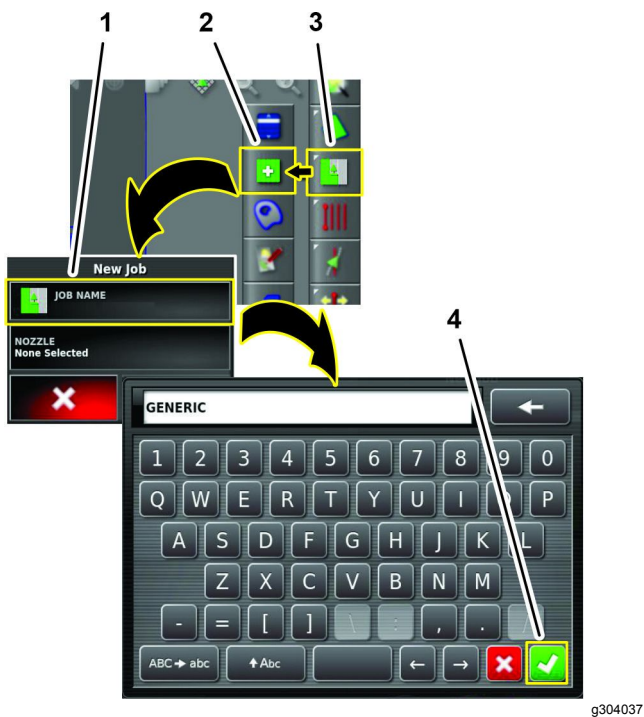 1 2 3
New Job
JOB NAME
NOZZLE
None Selected
4
GENERIC
1 2 3 4 5 6 7 8 9 0
Q W E R T Y U I O P
A S D F G H J K L
Z X C V B N M
- = [ ] \ : , . /
ABC → abc ↑ Abc ← →
g304037